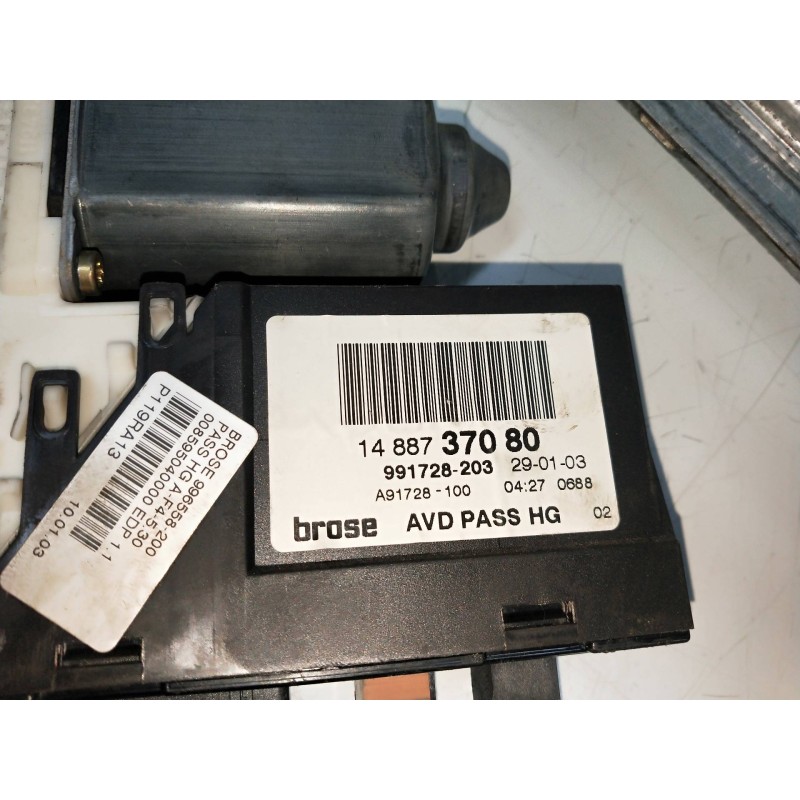 14 887 370 80
991728-203 29-01-03
A91728-100 04:27 0688
brose AVD PASS HG 02
BROSE 996558-200
PASS HG A-F4-5/30
008595040000 EDP 1.1
P119RA13
10.01.03